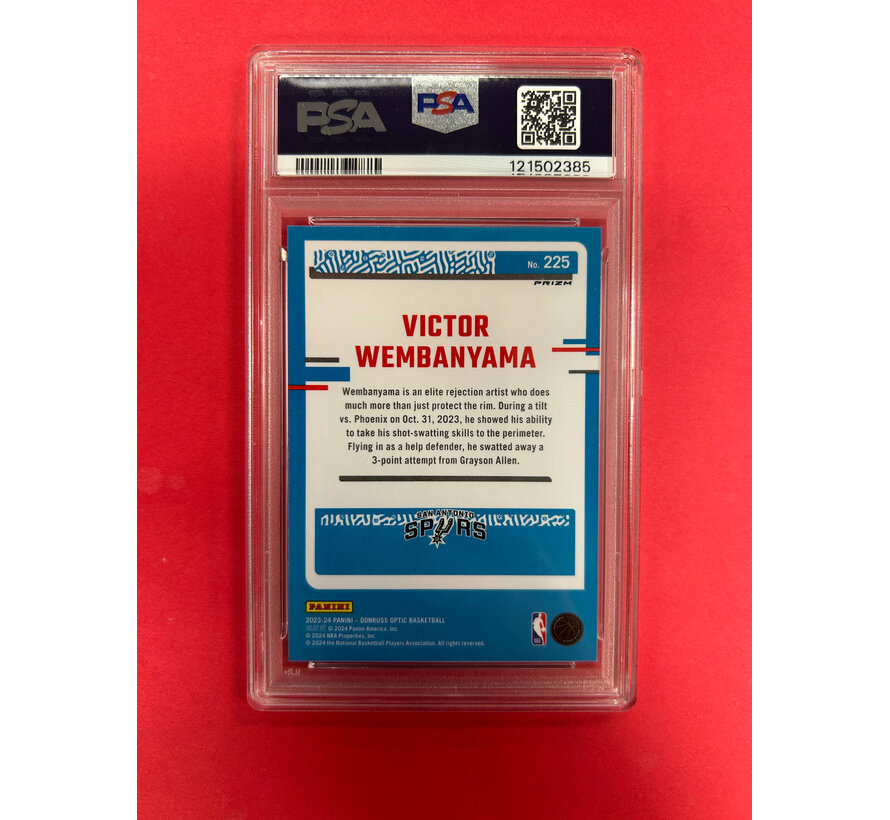 PSA PSA
121502385
No. 225
PRIZM
VICTOR
WEMBANYAMA
Wembanyama is an elite rejection artist who does
much more than just protect the rim. During a tilt
vs. Phoenix on Oct. 31, 2023, he showed his ability
to take his shot-swatting skills to the perimeter.
Flying in as a help defender, he swatted away a
3-point attempt from Grayson Allen.
SAN ANTONIO
SPURS
PANINI
2023-24 PANINI – DONRUSS OPTIC BASKETBALL
© 2024 Panini America, Inc.
© 2024 NBA Properties, Inc.
© 2024 the National Basketball Players Association. All rights reserved.
NBA